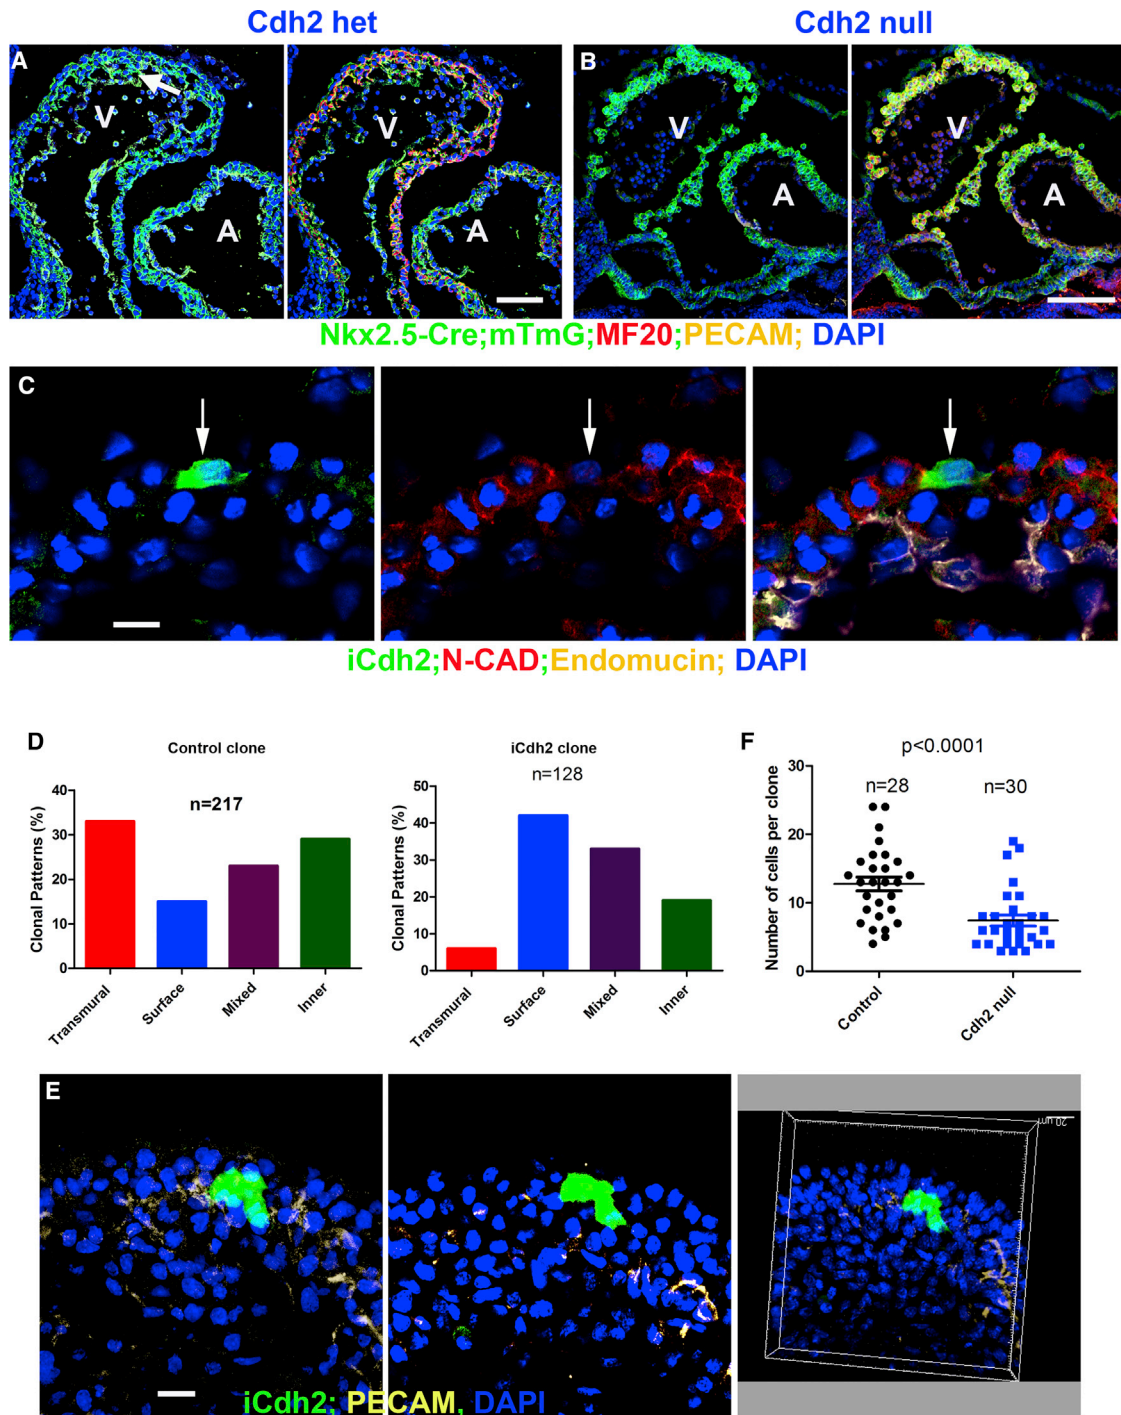 Cdh2 het
Cdh2 null
A
V
A
V
A
B
V
A
V
A
Nkx2.5-Cre;mTmG;MF20;PECAM; DAPI
C
iCdh2;N-CAD;Endomucin; DAPI
D
Control clone
n=217
Clonal Patterns (%)
40
30
20
10
0
Transmural
Surface
Mixed
Inner
iCdh2 clone
n=128
Clonal Patterns (%)
50
40
30
20
10
0
Transmural
Surface
Mixed
Inner
F
p<0.0001
n=28
n=30
Number of cells per clone
30
20
10
0
Control
Cdh2 null
E
20 um
iCdh2; PECAM, DAPI